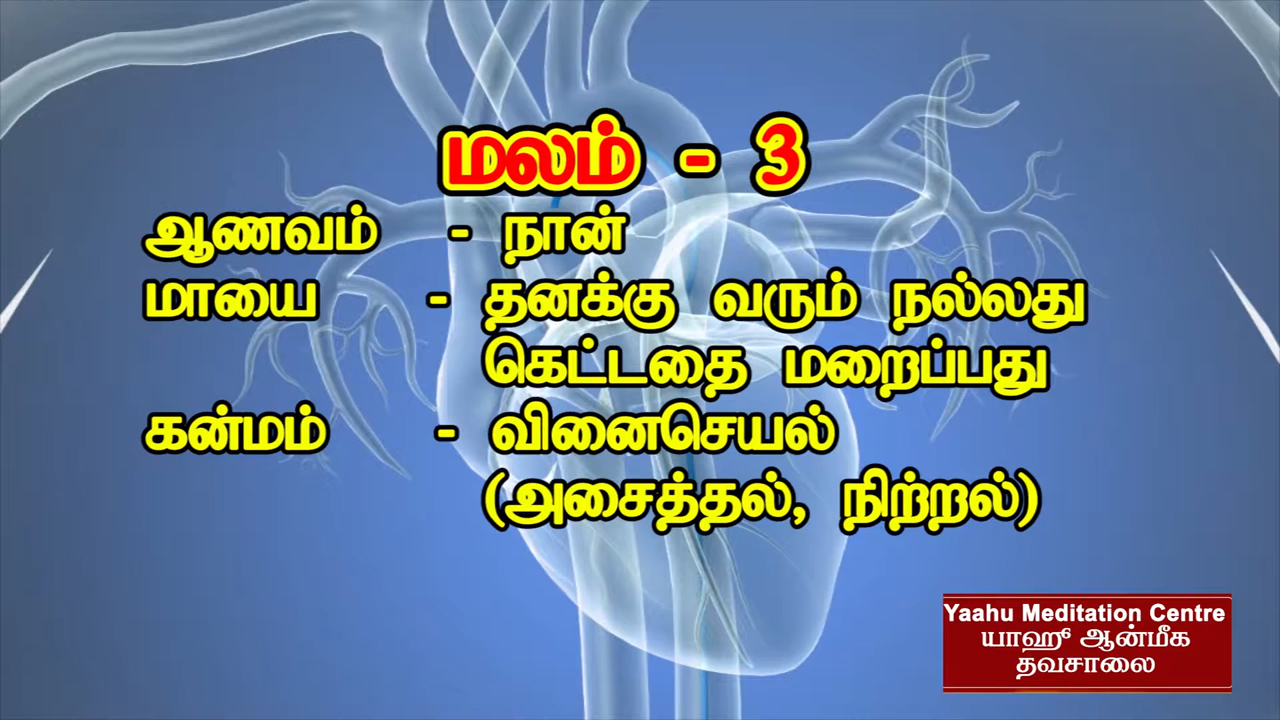 மலம் - 3
ஆணவம் - நான்
மாயை - தனக்கு வரும் நல்லது
கெட்டதை மறைப்பது
கன்மம் - வினைசெயல்
(அசைத்தல், நிற்றல்)
Yaahu Meditation Centre
யாஹூ ஆன்மீக
தவசாலை